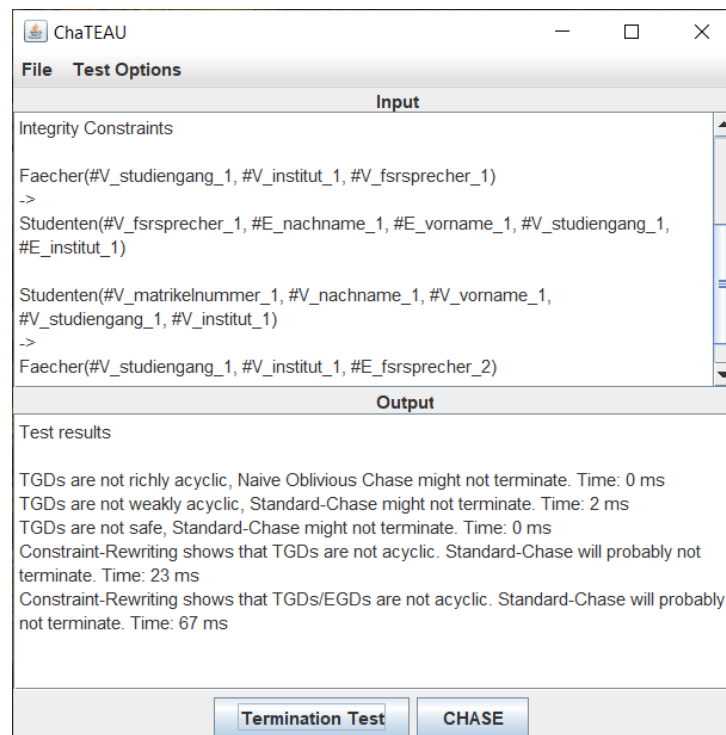 ChaTEAU
File Test Options
Input
Integrity Constraints
Faecher(#V_studiengang_1, #V_institut_1, #V_fsrsprecher_1)
->
Studenten(#V_fsrsprecher_1, #E_nachname_1, #E_vorname_1, #V_studiengang_1,
#E_institut_1)
Studenten(#V_matrikelnummer_1, #V_nachname_1, #V_vorname_1,
#V_studiengang_1, #V_institut_1)
->
Faecher(#V_studiengang_1, #V_institut_1, #E_fsrsprecher_2)
Output
Test results
TGDs are not richly acyclic, Naive Oblivious Chase might not terminate. Time: 0 ms
TGDs are not weakly acyclic, Standard-Chase might not terminate. Time: 2 ms
TGDs are not safe, Standard-Chase might not terminate. Time: 0 ms
Constraint-Rewriting shows that TGDs are not acyclic. Standard-Chase will probably not
terminate. Time: 23 ms
Constraint-Rewriting shows that TGDs/EGDs are not acyclic. Standard-Chase will probably
not terminate. Time: 67 ms
Termination Test CHASE